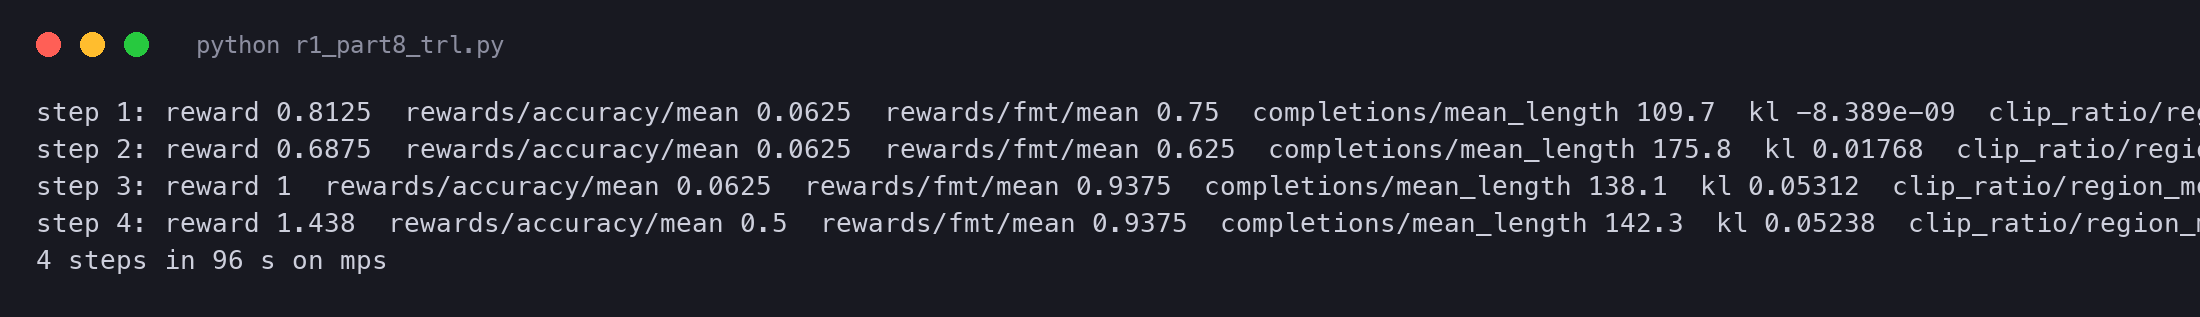 python r1_part8_trl.py
step 1: reward 0.8125  rewards/accuracy/mean 0.0625  rewards/fmt/mean 0.75  completions/mean_length 109.7  kl −8.389e−09  clip_ratio/reg
step 2: reward 0.6875  rewards/accuracy/mean 0.0625  rewards/fmt/mean 0.625  completions/mean_length 175.8  kl 0.01768  clip_ratio/regi
step 3: reward 1  rewards/accuracy/mean 0.0625  rewards/fmt/mean 0.9375  completions/mean_length 138.1  kl 0.05312  clip_ratio/region_m
step 4: reward 1.438  rewards/accuracy/mean 0.5  rewards/fmt/mean 0.9375  completions/mean_length 142.3  kl 0.05238  clip_ratio/region_
4 steps in 96 s on mps